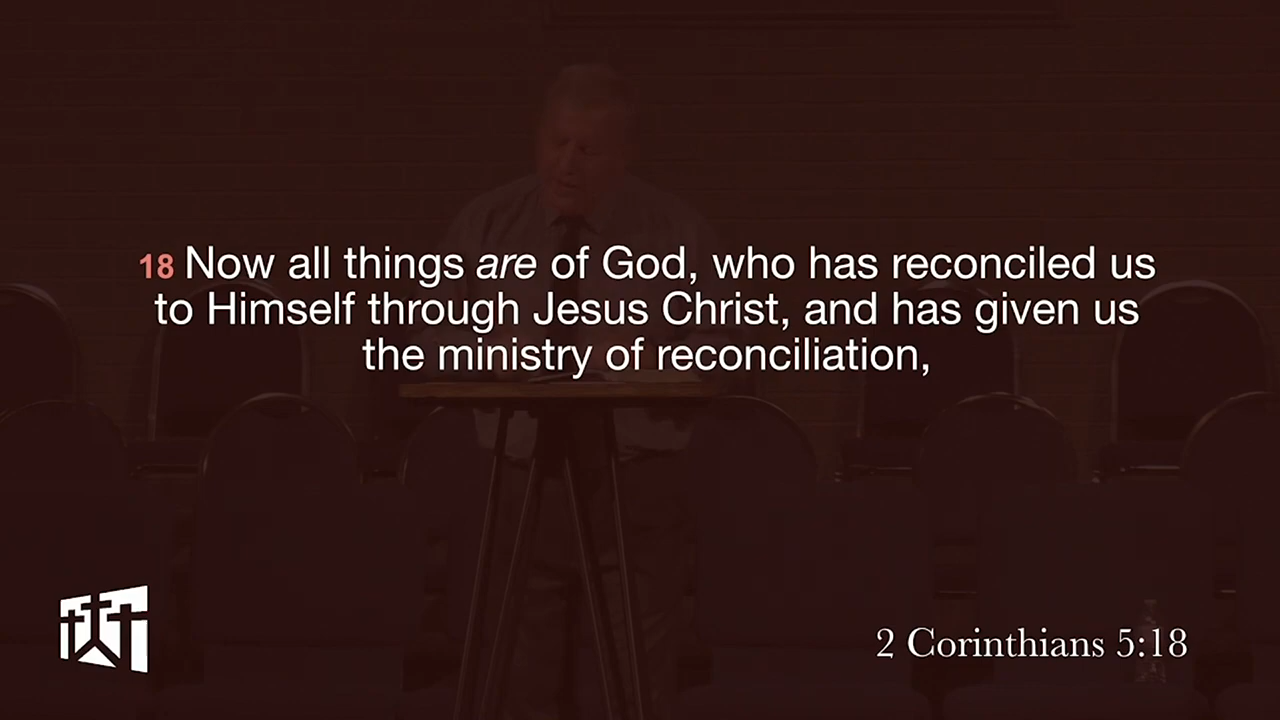 18 Now all things are of God, who has reconciled us
to Himself through Jesus Christ, and has given us
the ministry of reconciliation,
2 Corinthians 5:18